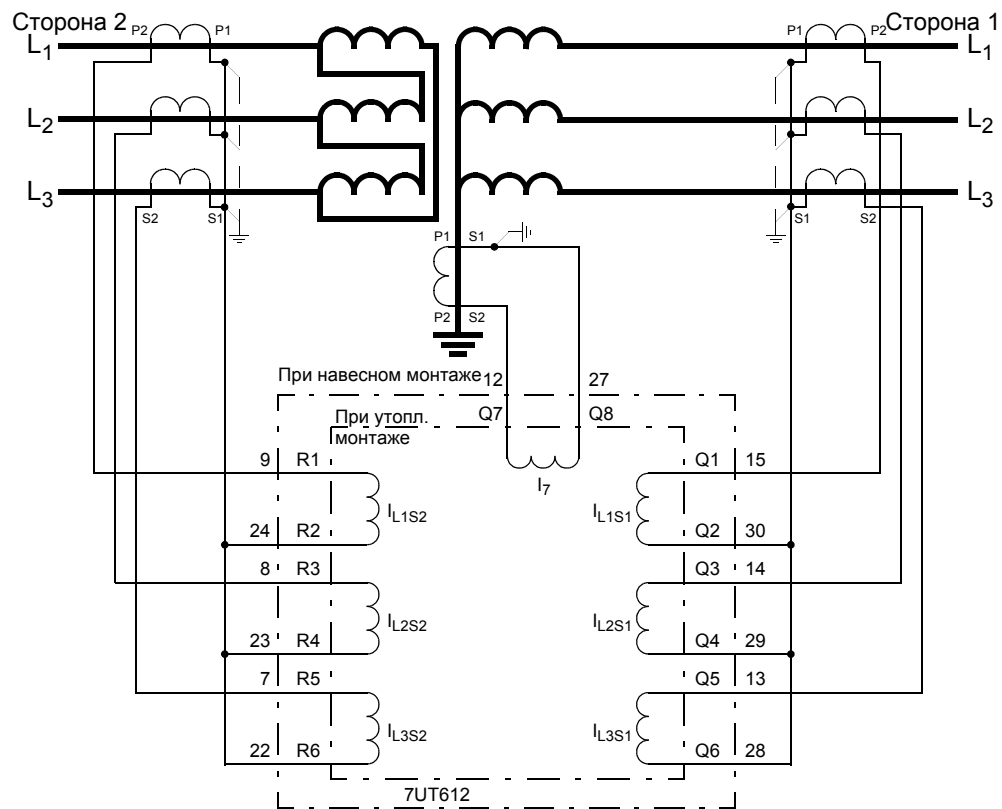 Сторона 2 P2 P1 P1 P2 Сторона 1
L1 L1
L2 L2
L3 L3
S2 S1 S1 S2
P1 S1
P2 S2
При навесном монтаже 12 27
При утопл. Q7 Q8
монтаже
I7
9 R1 Q1 15
IL1S2 IL1S1
24 R2 Q2 30
8 R3 Q3 14
IL2S2 IL2S1
23 R4 Q4 29
7 R5 Q5 13
IL3S2 IL3S1
22 R6 Q6 28
7UT612